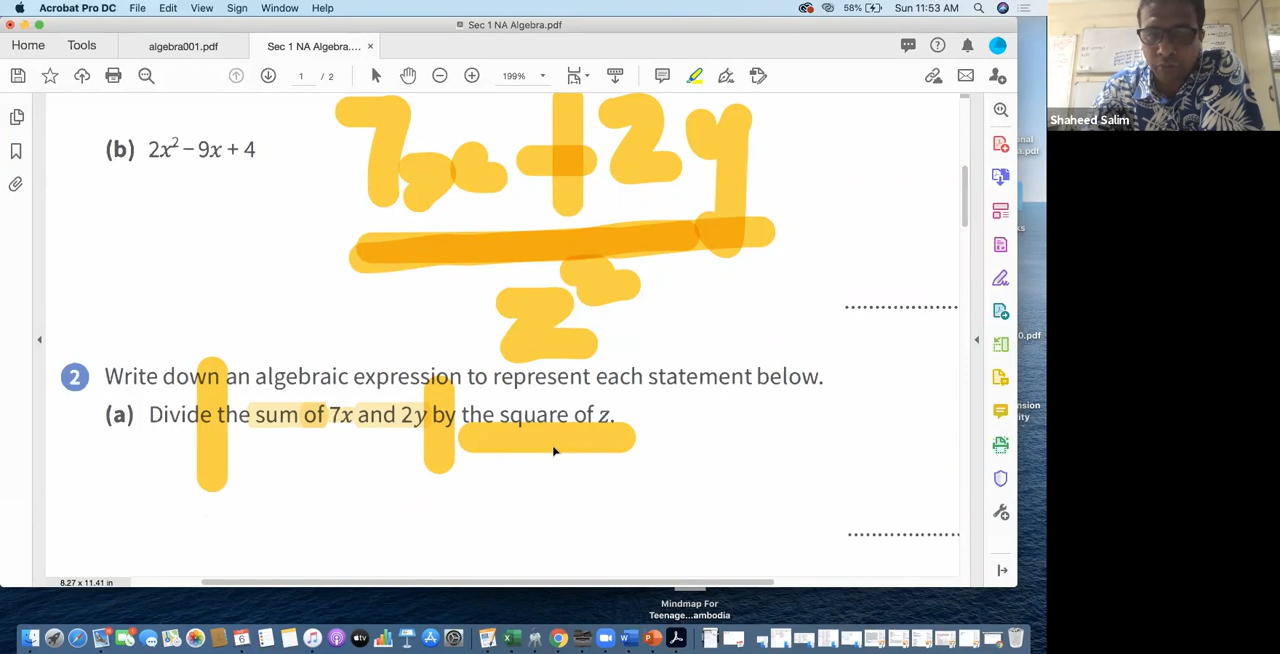 Acrobat Pro DC File Edit View Sign Window Help
58% Sun 11:53 AM
Sec 1 NA Algebra.pdf
Home Tools algebra001.pdf Sec 1 NA Algebra.... ×
1 / 2 199%
Shaheed Salim
(b) 2x² – 9x + 4
7x + 2y
z²
2 Write down an algebraic expression to represent each statement below.
(a) Divide the sum of 7x and 2y by the square of z.
8.27 x 11.41 in
Mindmap For
Teenage...ambodia